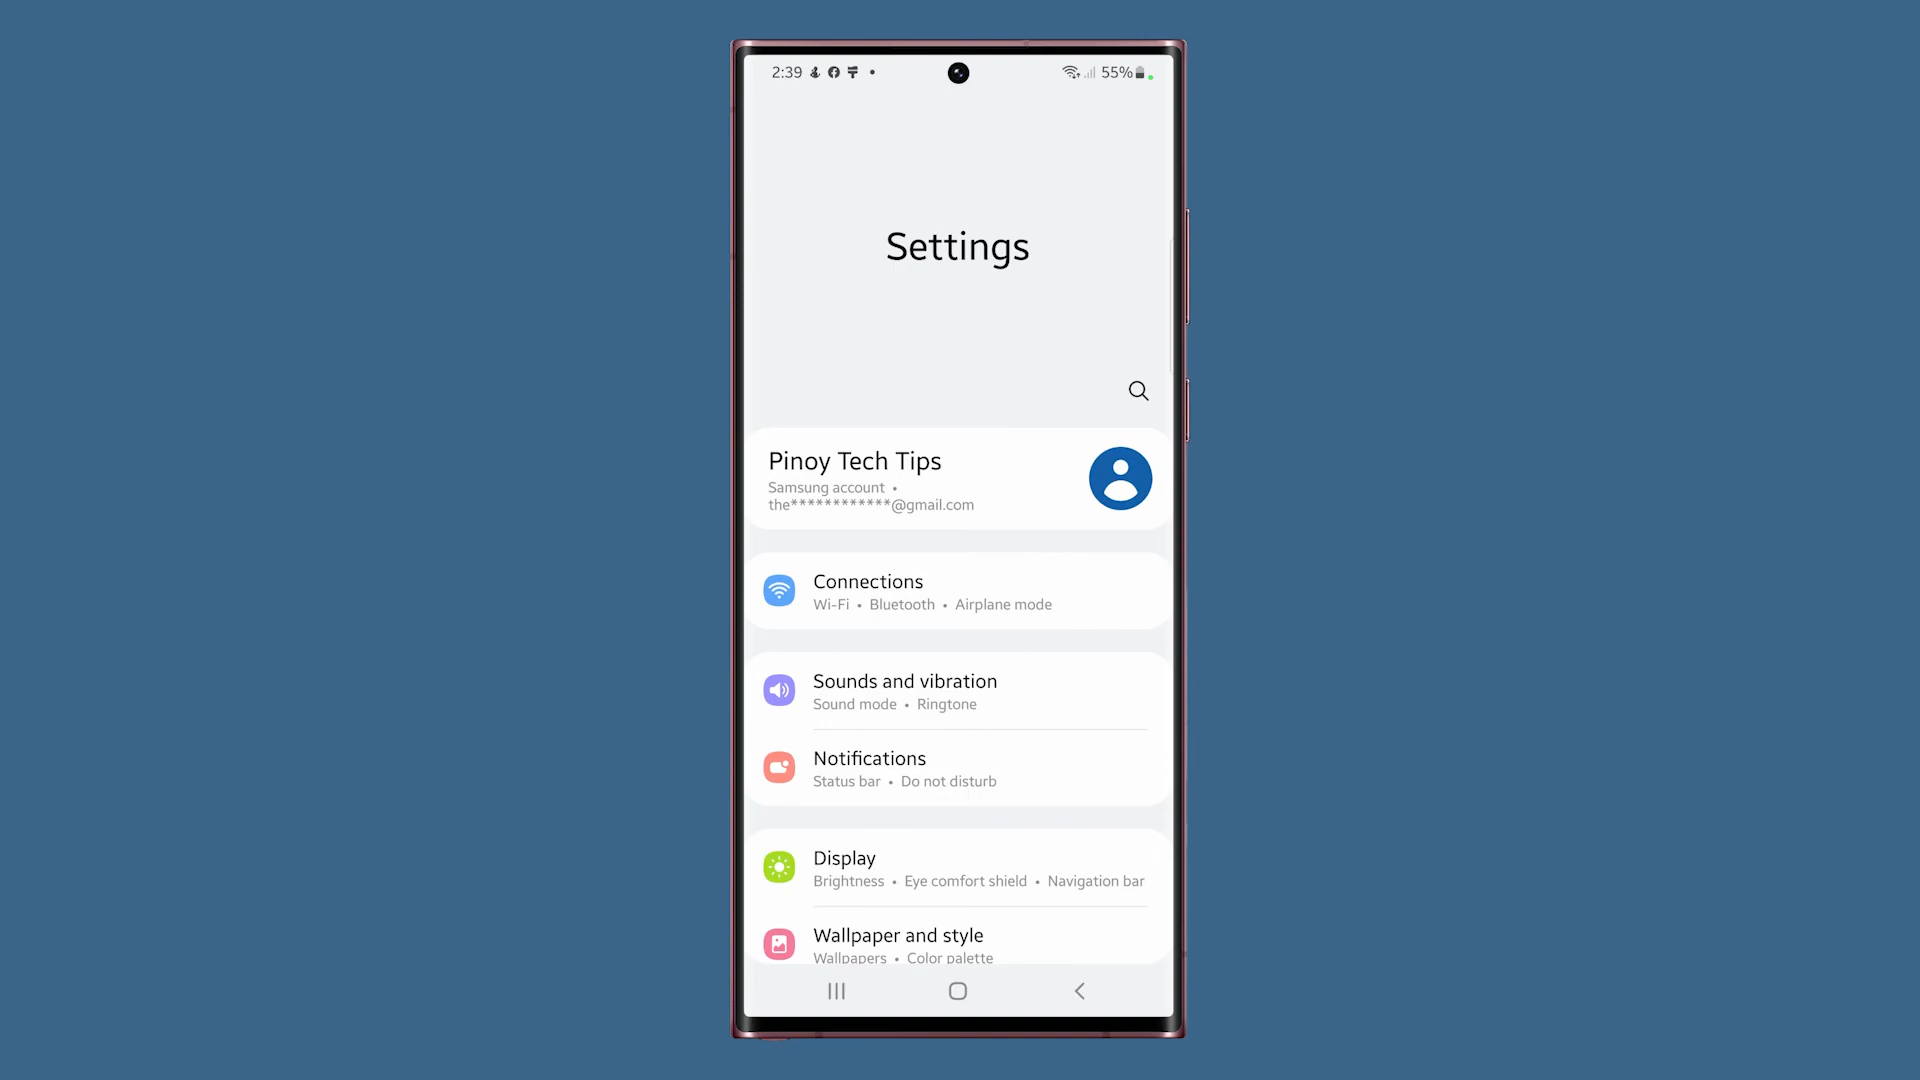 2:39
55%
Settings
Pinoy Tech Tips
Samsung account •
the************@gmail.com
Connections
Wi-Fi • Bluetooth • Airplane mode
Sounds and vibration
Sound mode • Ringtone
Notifications
Status bar • Do not disturb
Display
Brightness • Eye comfort shield • Navigation bar
Wallpaper and style
Wallpapers • Color palette